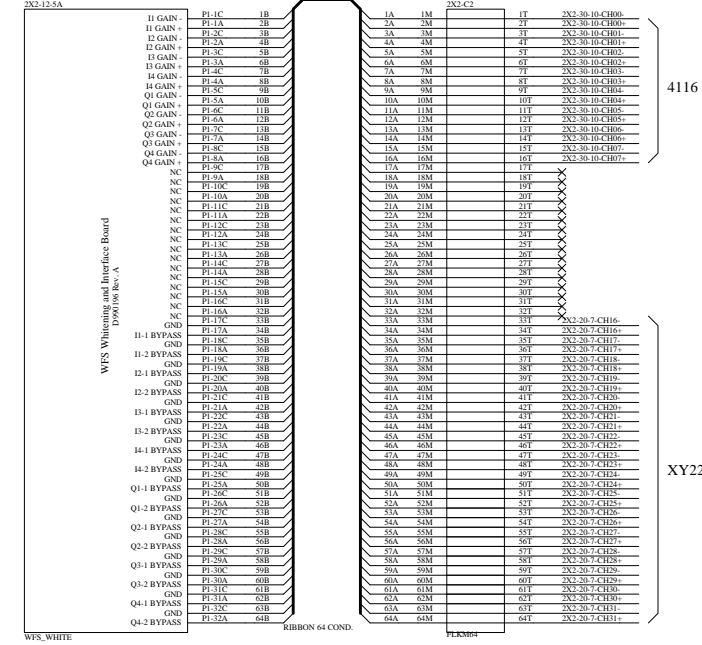 2X2-12-5A 2X2-C2
I1 GAIN - P1-1C 1B 1A 1M 1T 2X2-30-10-CH00-
I1 GAIN + P1-1A 2B 2A 2M 2T 2X2-30-10-CH00+
I2 GAIN - P1-2C 3B 3A 3M 3T 2X2-30-10-CH01-
I2 GAIN + P1-2A 4B 4A 4M 4T 2X2-30-10-CH01+
I3 GAIN - P1-3C 5B 5A 5M 5T 2X2-30-10-CH02-
I3 GAIN + P1-3A 6B 6A 6M 6T 2X2-30-10-CH02+
I4 GAIN - P1-4C 7B 7A 7M 7T 2X2-30-10-CH03-
I4 GAIN + P1-4A 8B 8A 8M 8T 2X2-30-10-CH03+
4116
Q1 GAIN - P1-5C 9B 9A 9M 9T 2X2-30-10-CH04-
Q1 GAIN + P1-5A 10B 10A 10M 10T 2X2-30-10-CH04+
Q2 GAIN - P1-6C 11B 11A 11M 11T 2X2-30-10-CH05-
Q2 GAIN + P1-6A 12B 12A 12M 12T 2X2-30-10-CH05+
Q3 GAIN - P1-7C 13B 13A 13M 13T 2X2-30-10-CH06-
Q3 GAIN + P1-7A 14B 14A 14M 14T 2X2-30-10-CH06+
Q4 GAIN - P1-8C 15B 15A 15M 15T 2X2-30-10-CH07-
Q4 GAIN + P1-8A 16B 16A 16M 16T 2X2-30-10-CH07+
NC P1-9C 17B 17A 17M 17T
NC P1-9A 18B 18A 18M 18T
NC P1-10C 19B 19A 19M 19T
NC P1-10A 20B 20A 20M 20T
NC P1-11C 21B 21A 21M 21T
NC P1-11A 22B 22A 22M 22T
NC P1-12C 23B 23A 23M 23T
NC P1-12A 24B 24A 24M 24T
NC P1-13C 25B 25A 25M 25T
NC P1-13A 26B 26A 26M 26T
NC P1-14C 27B 27A 27M 27T
NC P1-14A 28B 28A 28M 28T
NC P1-15C 29B 29A 29M 29T
NC P1-15A 30B 30A 30M 30T
NC P1-16C 31B 31A 31M 31T
NC P1-16A 32B 32A 32M 32T
WFS Whitening and Interface Board
D990196 Rev. A
GND P1-17C 33B 33A 33M 33T 2X2-20-7-CH16-
I1-1 BYPASS P1-17A 34B 34A 34M 34T 2X2-20-7-CH16+
GND P1-18C 35B 35A 35M 35T 2X2-20-7-CH17-
I1-2 BYPASS P1-18A 36B 36A 36M 36T 2X2-20-7-CH17+
GND P1-19C 37B 37A 37M 37T 2X2-20-7-CH18-
I2-1 BYPASS P1-19A 38B 38A 38M 38T 2X2-20-7-CH18+
GND P1-20C 39B 39A 39M 39T 2X2-20-7-CH19-
I2-2 BYPASS P1-20A 40B 40A 40M 40T 2X2-20-7-CH19+
GND P1-21C 41B 41A 41M 41T 2X2-20-7-CH20-
I3-1 BYPASS P1-21A 42B 42A 42M 42T 2X2-20-7-CH20+
GND P1-22C 43B 43A 43M 43T 2X2-20-7-CH21-
I3-2 BYPASS P1-22A 44B 44A 44M 44T 2X2-20-7-CH21+
GND P1-23C 45B 45A 45M 45T 2X2-20-7-CH22-
I4-1 BYPASS P1-23A 46B 46A 46M 46T 2X2-20-7-CH22+
GND P1-24C 47B 47A 47M 47T 2X2-20-7-CH23-
I4-2 BYPASS P1-24A 48B 48A 48M 48T 2X2-20-7-CH23+
XY22
GND P1-25C 49B 49A 49M 49T 2X2-20-7-CH24-
Q1-1 BYPASS P1-25A 50B 50A 50M 50T 2X2-20-7-CH24+
GND P1-26C 51B 51A 51M 51T 2X2-20-7-CH25-
Q1-2 BYPASS P1-26A 52B 52A 52M 52T 2X2-20-7-CH25+
GND P1-27C 53B 53A 53M 53T 2X2-20-7-CH26-
Q2-1 BYPASS P1-27A 54B 54A 54M 54T 2X2-20-7-CH26+
GND P1-28C 55B 55A 55M 55T 2X2-20-7-CH27-
Q2-2 BYPASS P1-28A 56B 56A 56M 56T 2X2-20-7-CH27+
GND P1-29C 57B 57A 57M 57T 2X2-20-7-CH28-
Q3-1 BYPASS P1-29A 58B 58A 58M 58T 2X2-20-7-CH28+
GND P1-30C 59B 59A 59M 59T 2X2-20-7-CH29-
Q3-2 BYPASS P1-30A 60B 60A 60M 60T 2X2-20-7-CH29+
GND P1-31C 61B 61A 61M 61T 2X2-20-7-CH30-
Q4-1 BYPASS P1-31A 62B 62A 62M 62T 2X2-20-7-CH30+
GND P1-32C 63B 63A 63M 63T 2X2-20-7-CH31-
Q4-2 BYPASS P1-32A 64B 64A 64M 64T 2X2-20-7-CH31+
RIBBON 64 COND.
WFS_WHITE FLKM64